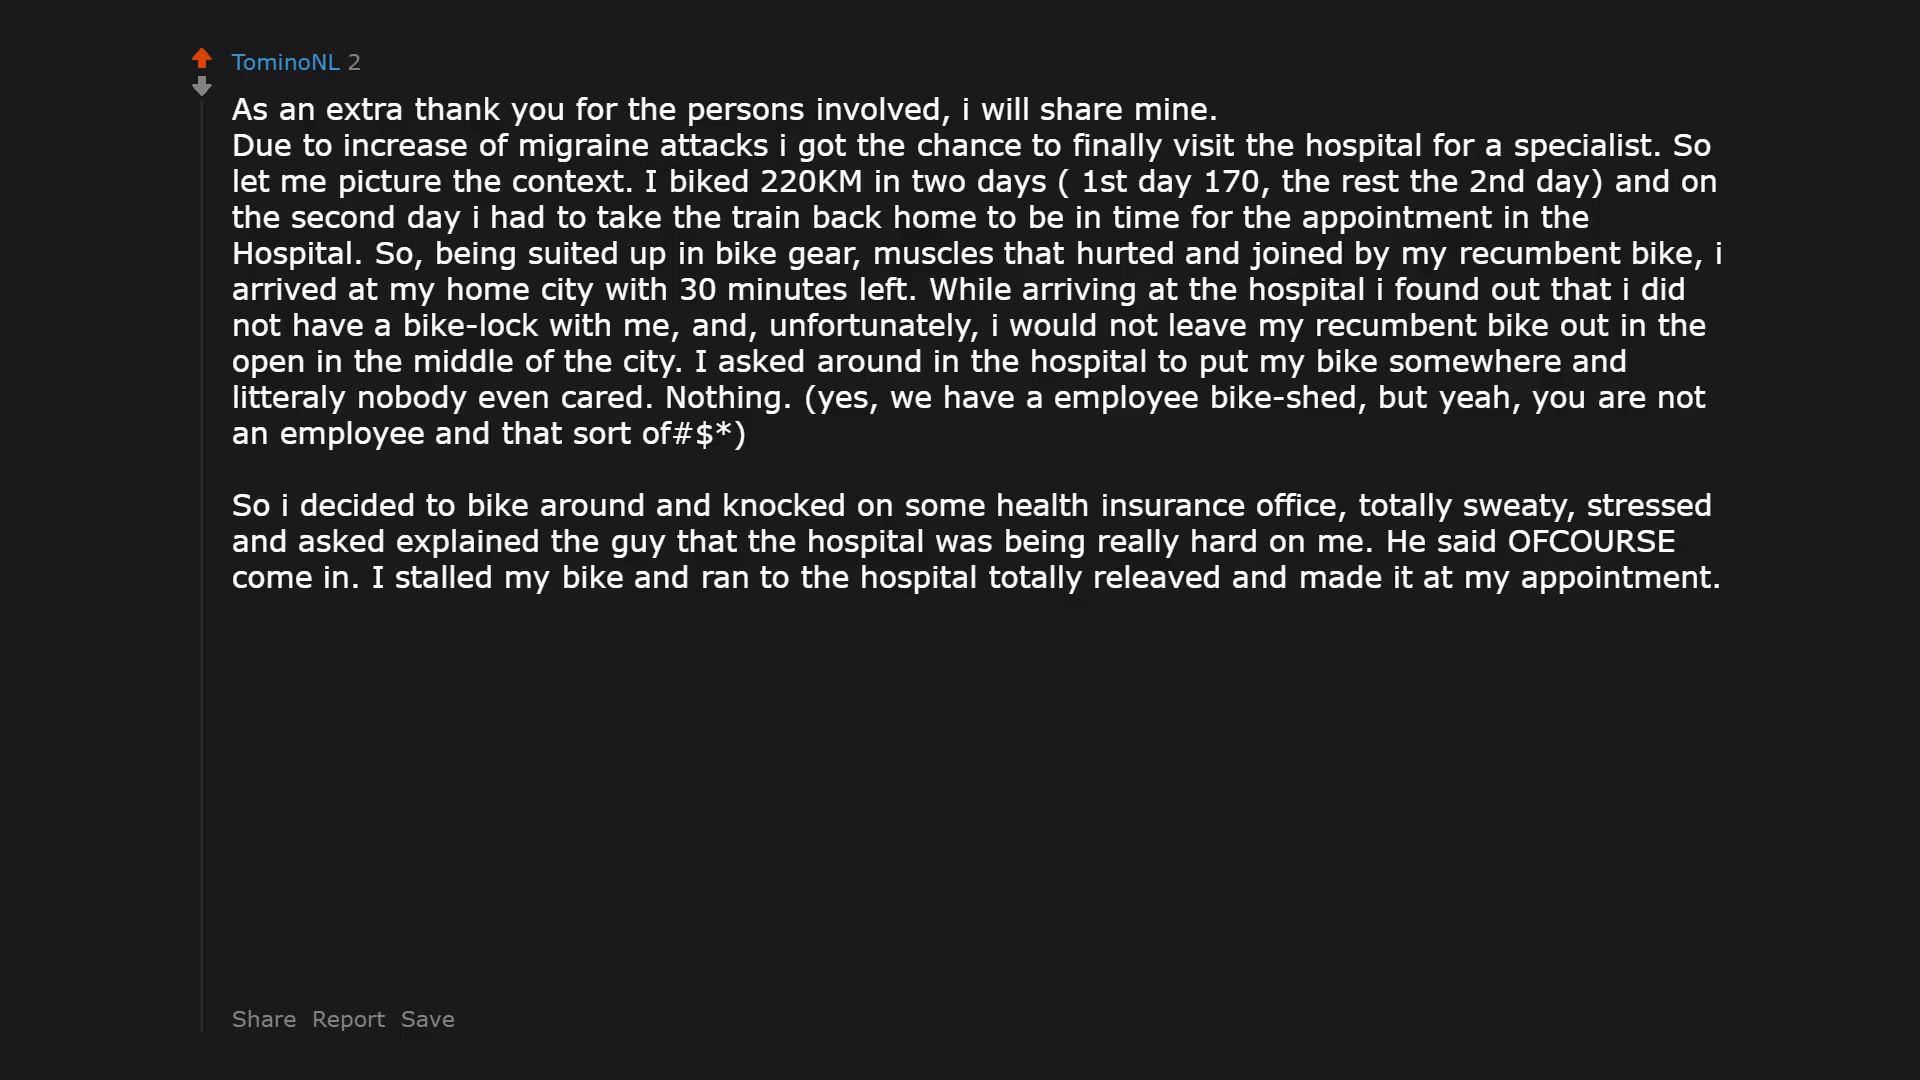 TominoNL 2
As an extra thank you for the persons involved, i will share mine.
Due to increase of migraine attacks i got the chance to finally visit the hospital for a specialist. So
let me picture the context. I biked 220KM in two days ( 1st day 170, the rest the 2nd day) and on
the second day i had to take the train back home to be in time for the appointment in the
Hospital. So, being suited up in bike gear, muscles that hurted and joined by my recumbent bike, i
arrived at my home city with 30 minutes left. While arriving at the hospital i found out that i did
not have a bike-lock with me, and, unfortunately, i would not leave my recumbent bike out in the
open in the middle of the city. I asked around in the hospital to put my bike somewhere and
litteraly nobody even cared. Nothing. (yes, we have a employee bike-shed, but yeah, you are not
an employee and that sort of#$*)
So i decided to bike around and knocked on some health insurance office, totally sweaty, stressed
and asked explained the guy that the hospital was being really hard on me. He said OFCOURSE
come in. I stalled my bike and ran to the hospital totally releaved and made it at my appointment.
Share Report Save